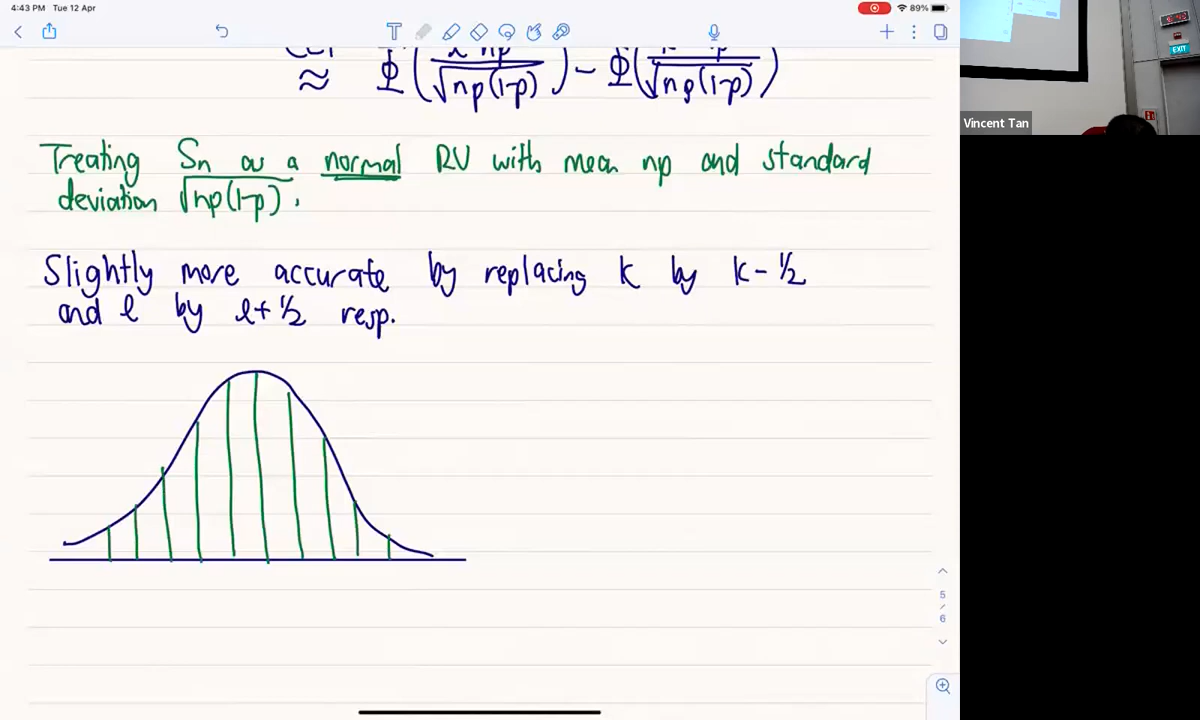 4:43 PM Tue 12 Apr
89%
≈ Φ( / √np(1-p) ) - Φ( / √np(1-p) )
Treating Sn as a normal RV with mean np and standard
deviation √np(1-p).
Slightly more accurate by replacing k by k - 1/2
and l by l + 1/2 resp.
5
/
6
Vincent Tan
EXIT